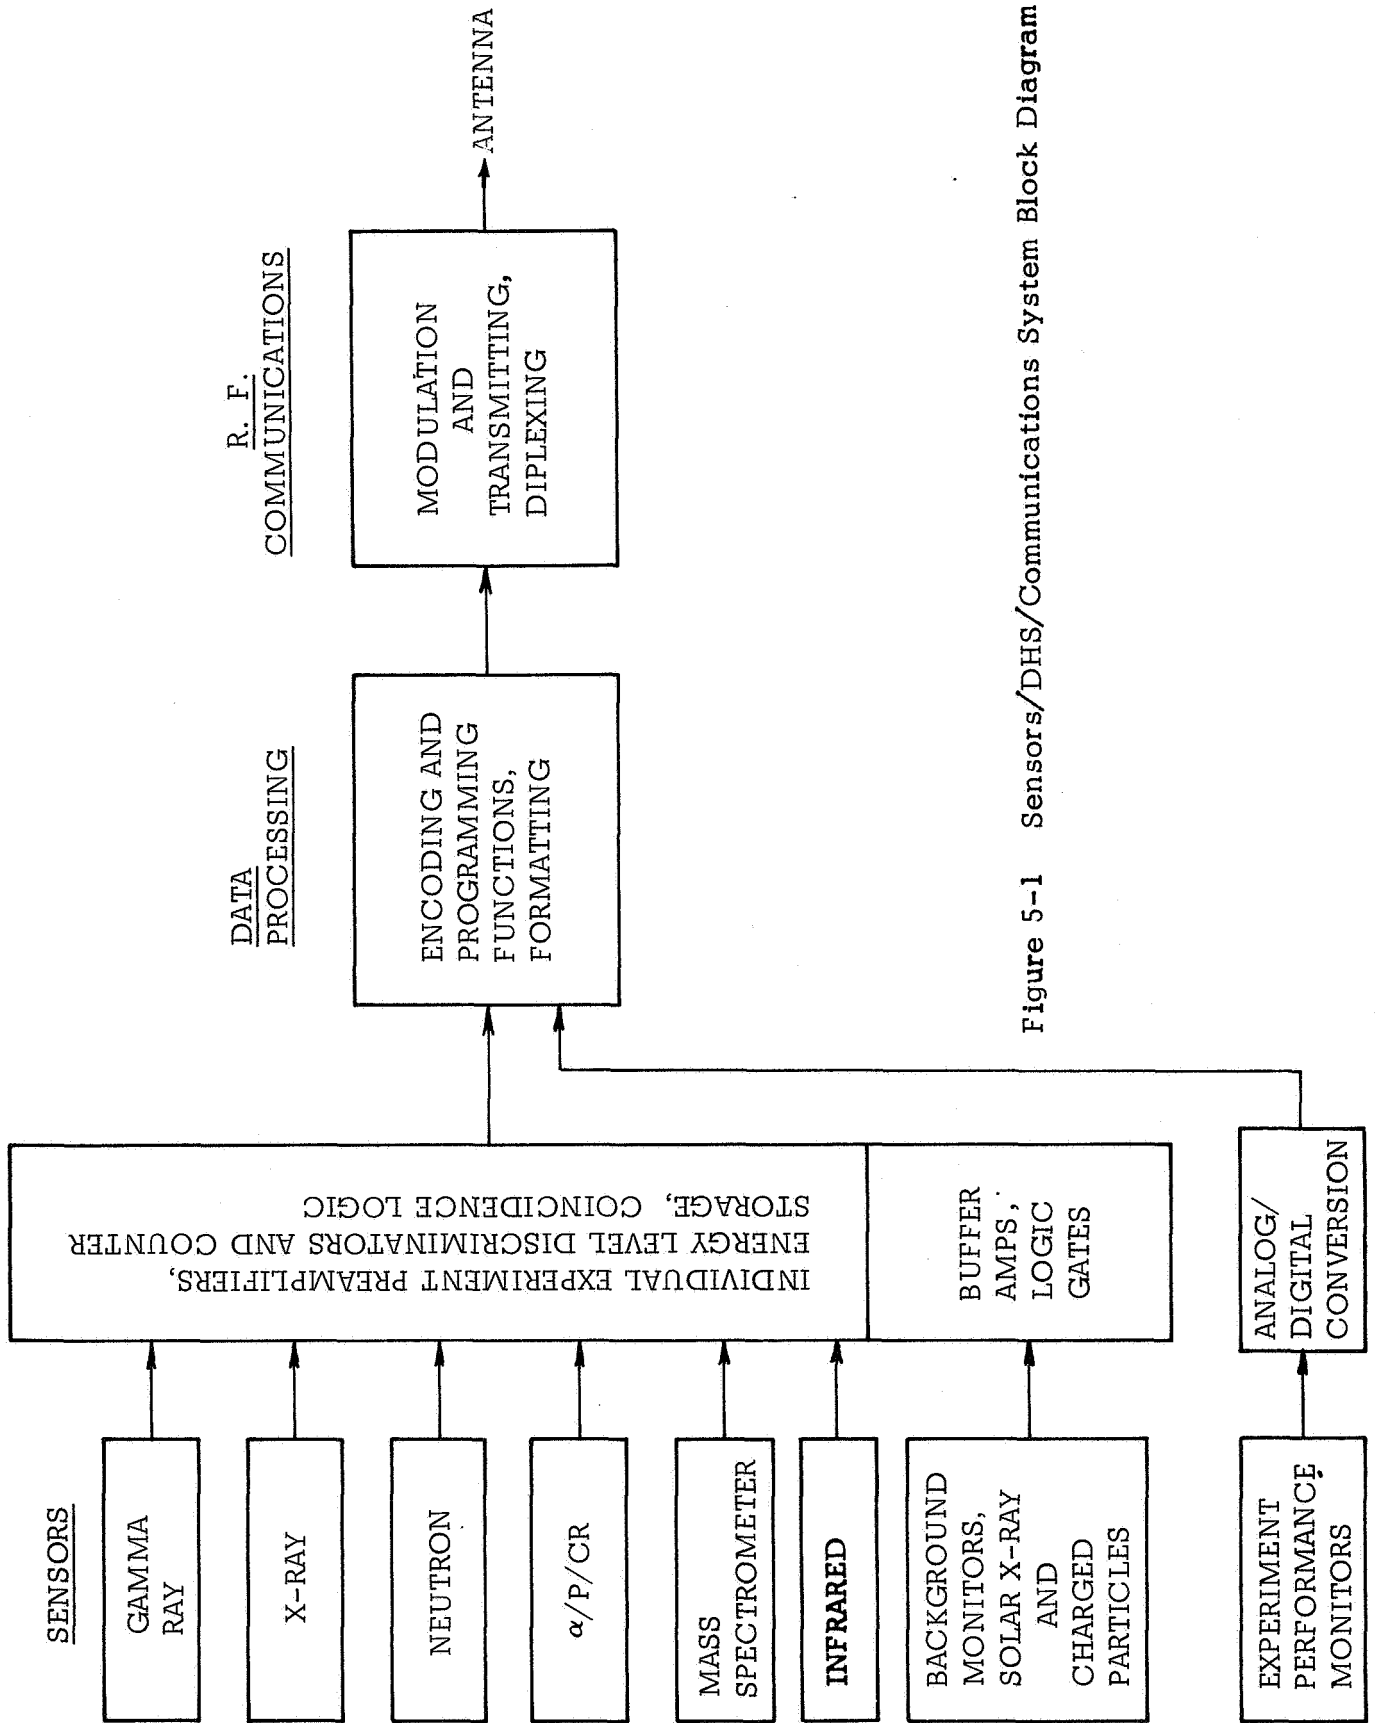 SENSORS
GAMMA
RAY
X-RAY
NEUTRON
α/P/CR
MASS
SPECTROMETER
INFRARED
BACKGROUND
MONITORS,
SOLAR X-RAY
AND
CHARGED
PARTICLES
EXPERIMENT
PERFORMANCE
MONITORS
INDIVIDUAL EXPERIMENT PREAMPLIFIERS,
ENERGY LEVEL DISCRIMINATORS AND COUNTER
STORAGE, COINCIDENCE LOGIC
BUFFER
AMPS,
LOGIC
GATES
ANALOG/
DIGITAL
CONVERSION
DATA
PROCESSING
ENCODING AND
PROGRAMMING
FUNCTIONS,
FORMATTING
R. F.
COMMUNICATIONS
MODULATION
AND
TRANSMITTING,
DIPLEXING
ANTENNA
Figure 5-1 Sensors/DHS/Communications System Block Diagram